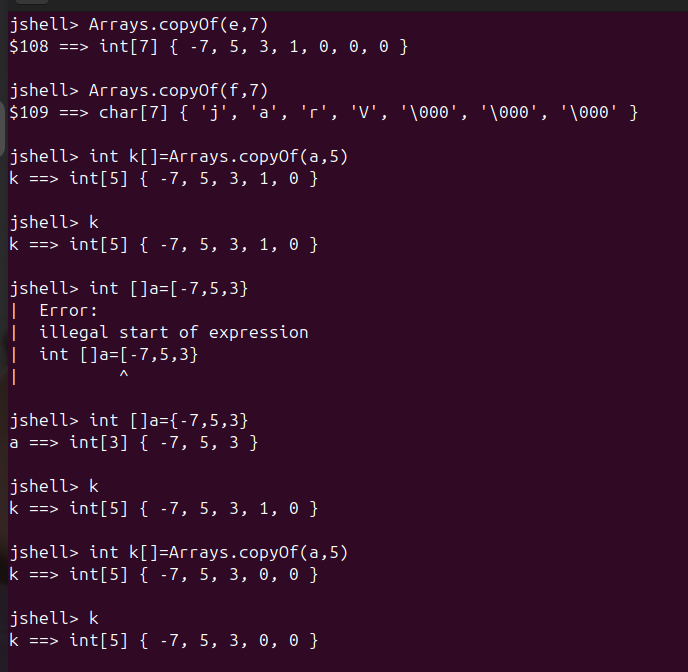 jshell> Arrays.copyOf(e,7)
$108 ==> int[7] { -7, 5, 3, 1, 0, 0, 0 }
jshell> Arrays.copyOf(f,7)
$109 ==> char[7] { 'j', 'a', 'r', 'V', '\000', '\000', '\000' }
jshell> int k[]=Arrays.copyOf(a,5)
k ==> int[5] { -7, 5, 3, 1, 0 }
jshell> k
k ==> int[5] { -7, 5, 3, 1, 0 }
jshell> int []a=[-7,5,3}
|  Error:
|  illegal start of expression
|  int []a=[-7,5,3}
|          ^
jshell> int []a={-7,5,3}
a ==> int[3] { -7, 5, 3 }
jshell> k
k ==> int[5] { -7, 5, 3, 1, 0 }
jshell> int k[]=Arrays.copyOf(a,5)
k ==> int[5] { -7, 5, 3, 0, 0 }
jshell> k
k ==> int[5] { -7, 5, 3, 0, 0 }